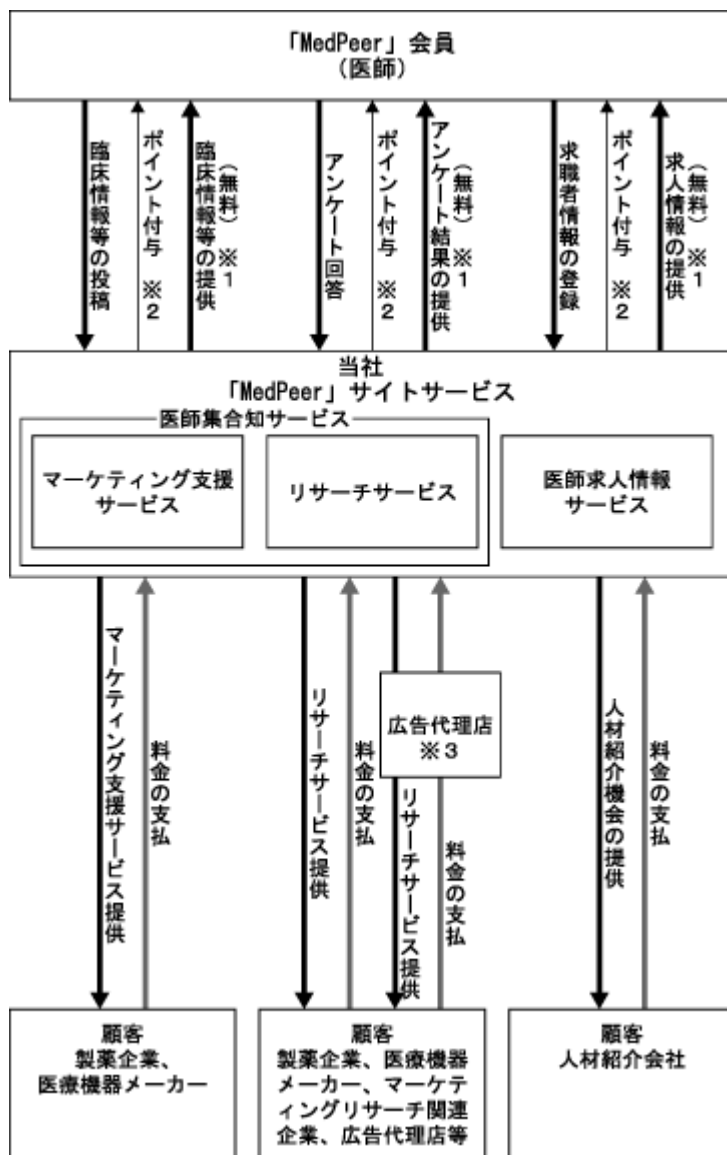 「MedPeer」会員
(医師)
臨床情報等の投稿
ポイント付与 ※2
臨床情報等の提供
(無料)※1
アンケート回答
ポイント付与 ※2
アンケート結果の提供
(無料)※1
求職者情報の登録
ポイント付与 ※2
求人情報の提供
(無料)※1
当社
「MedPeer」サイトサービス
医師集合知サービス
マーケティング支援
サービス
リサーチサービス
医師求人情報
サービス
マーケティング支援サービス提供
料金の支払
リサーチサービス提供
料金の支払
広告代理店
※3
リサーチサービス提供
料金の支払
人材紹介機会の提供
料金の支払
顧客
製薬企業、
医療機器メーカー
顧客
製薬企業、医療機器
メーカー、マーケテ
ィングリサーチ関連
企業、広告代理店等
顧客
人材紹介会社